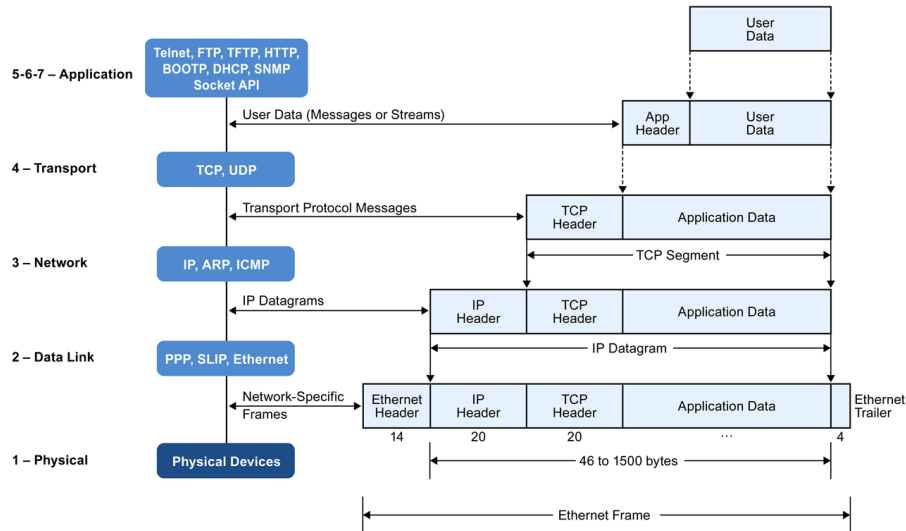 User
Data
Telnet, FTP, TFTP, HTTP,
BOOTP, DHCP, SNMP
Socket API
5-6-7 – Application
User Data (Messages or Streams)
App
Header
User
Data
4 – Transport
TCP, UDP
Transport Protocol Messages
TCP
Header
Application Data
TCP Segment
3 – Network
IP, ARP, ICMP
IP Datagrams
IP
Header
TCP
Header
Application Data
IP Datagram
2 – Data Link
PPP, SLIP, Ethernet
Network-Specific
Frames
Ethernet
Header
IP
Header
TCP
Header
Application Data
Ethernet
Trailer
14
20
20
...
4
1 – Physical
Physical Devices
46 to 1500 bytes
Ethernet Frame